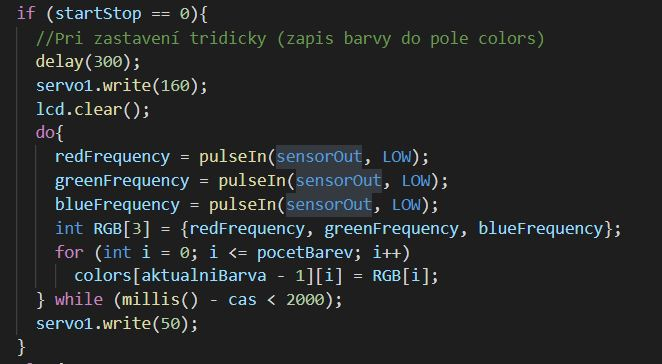 if (startStop == 0){
//Pri zastavení tridicky (zapis barvy do pole colors)
delay(300);
servo1.write(160);
lcd.clear();
do{
redFrequency = pulseIn(sensorOut, LOW);
greenFrequency = pulseIn(sensorOut, LOW);
blueFrequency = pulseIn(sensorOut, LOW);
int RGB[3] = {redFrequency, greenFrequency, blueFrequency};
for (int i = 0; i <= pocetBarev; i++)
colors[aktualniBarva - 1][i] = RGB[i];
} while (millis() - cas < 2000);
servo1.write(50);
}